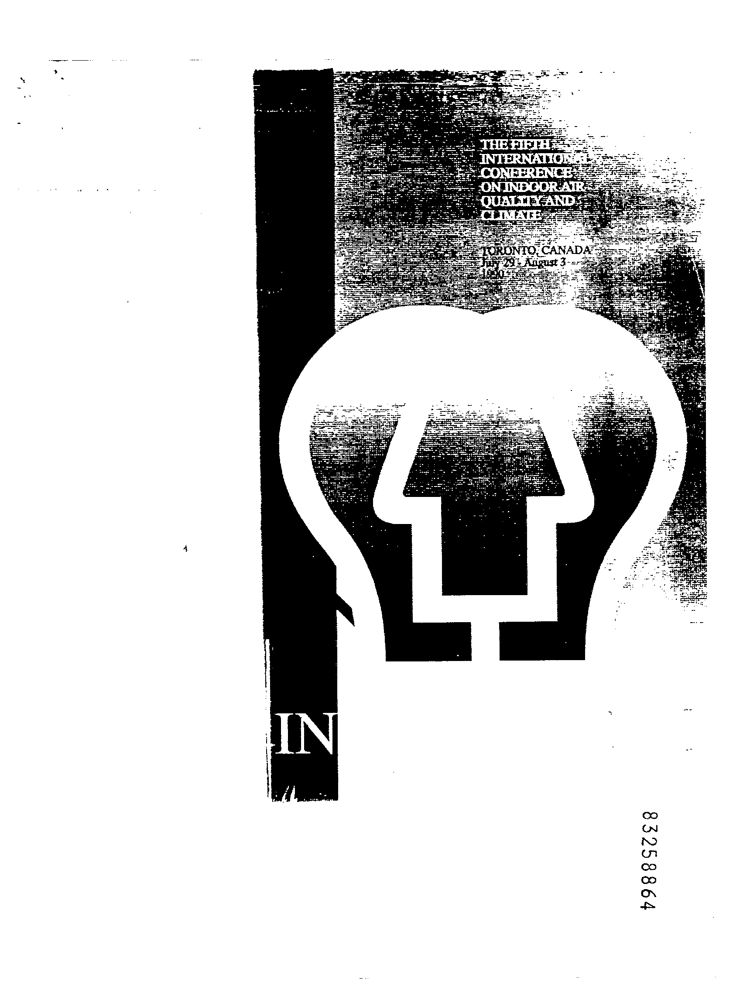 THE FIFTH
INTERNATIONAL
CONFERENCE
ON INDOOR AIR
QUALITY AND
CLIMATE
TORONTO, CANADA
July 29 - August 3
1990
IN
83258864